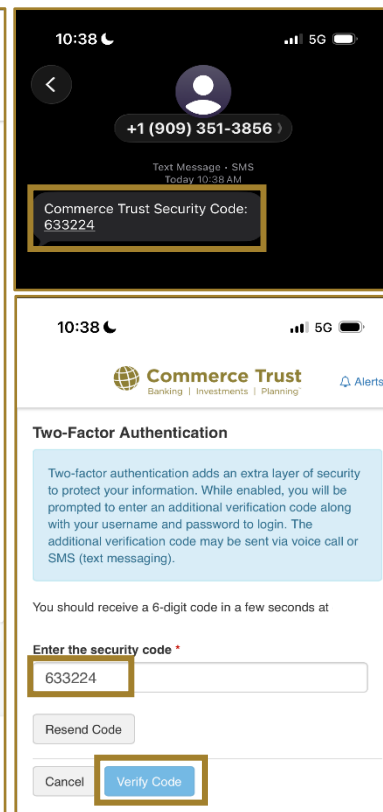 10:38
5G
+1 (909) 351-3856
Text Message · SMS
Today 10:38 AM
Commerce Trust Security Code:
633224
10:38
5G
Commerce Trust
Banking | Investments | Planning
Alerts
Two-Factor Authentication
Two-factor authentication adds an extra layer of security
to protect your information. While enabled, you will be
prompted to enter an additional verification code along
with your username and password to login. The
additional verification code may be sent via voice call or
SMS (text messaging).
You should receive a 6-digit code in a few seconds at
Enter the security code *
633224
Resend Code
Cancel
Verify Code